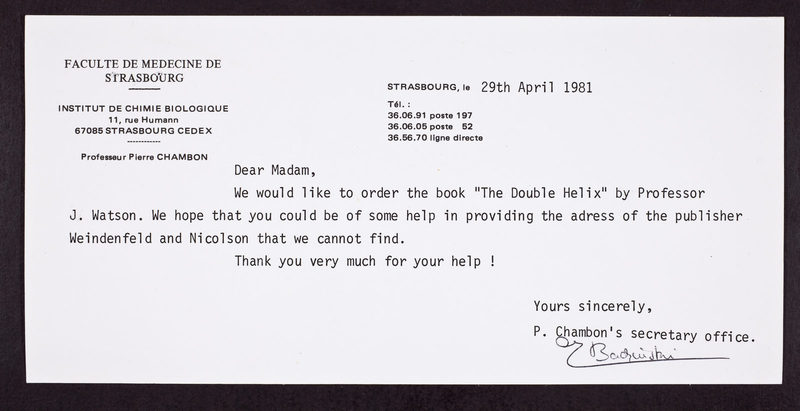 FACULTE DE MEDECINE DE
STRASBOURG
INSTITUT DE CHIMIE BIOLOGIQUE
11, rue Humann
67085 STRASBOURG CEDEX
Professeur Pierre CHAMBON
STRASBOURG, le 29th April 1981
Tél. :
36.06.91 poste 197
36.06.05 poste 52
36.56.70 ligne directe
Dear Madam,
We would like to order the book "The Double Helix" by Professor
J. Watson. We hope that you could be of some help in providing the adress of the publisher
Weindenfeld and Nicolson that we cannot find.
Thank you very much for your help !
Yours sincerely,
P. Chambon's secretary office.